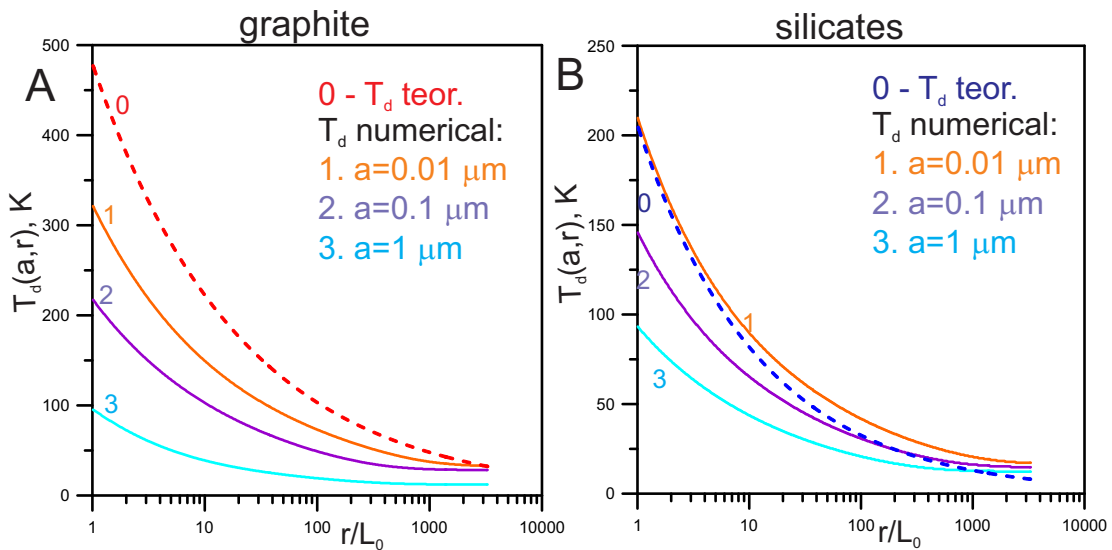 graphite
A
T_d(a,r), K
500
400
300
200
100
0
0
1
2
3
0 - T_d teor.
T_d numerical:
1. a=0.01 μm
2. a=0.1 μm
3. a=1 μm
1
10
100
1000
10000
r/L_0
silicates
B
T_d(a,r), K
250
200
150
100
50
0
0
1
2
3
0 - T_d teor.
T_d numerical:
1. a=0.01 μm
2. a=0.1 μm
3. a=1 μm
1
10
100
1000
10000
r/L_0